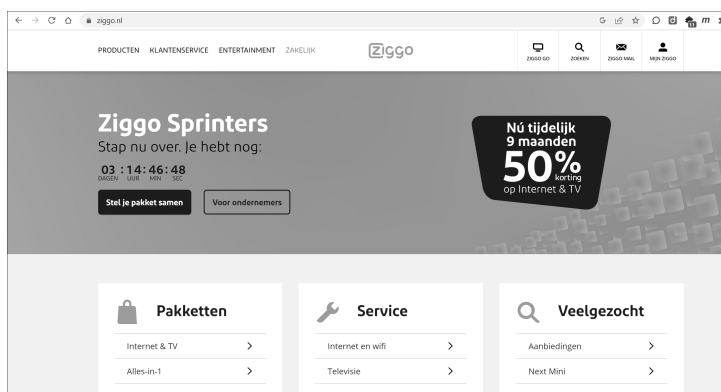 ziggo.nl
PRODUCTEN KLANTENSERVICE ENTERTAINMENT ZAKELIJK
Ziggo
ZIGGO GO ZOEKEN ZIGGO MAIL MIJN ZIGGO
Ziggo Sprinters
Stap nu over. Je hebt nog:
03 : 14 : 46 : 48
DAGEN UUR MIN SEC
Stel je pakket samen Voor ondernemers
Nú tijdelijk
9 maanden
50%
korting
op Internet & TV
Pakketten
Internet & TV
Alles-in-1
Service
Internet en wifi
Televisie
Veelgezocht
Aanbiedingen
Next Mini